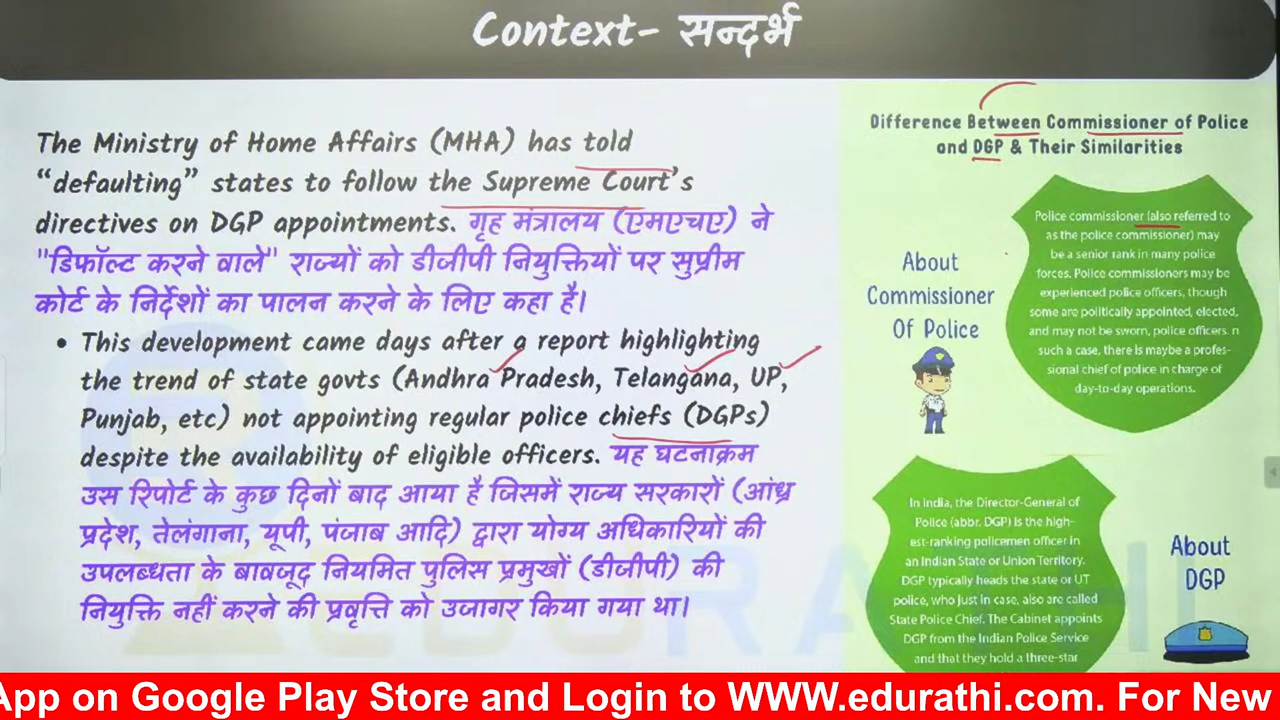 Context- सन्दर्भ
The Ministry of Home Affairs (MHA) has told
“defaulting” states to follow the Supreme Court’s
directives on DGP appointments. गृह मंत्रालय (एमएचए) ने
"डिफॉल्ट करने वाले" राज्यों को डीजीपी नियुक्तियों पर सुप्रीम
कोर्ट के निर्देशों का पालन करने के लिए कहा है।
• This development came days after a report highlighting
the trend of state govts (Andhra Pradesh, Telangana, UP,
Punjab, etc) not appointing regular police chiefs (DGPs)
despite the availability of eligible officers. यह घटनाक्रम
उस रिपोर्ट के कुछ दिनों बाद आया है जिसमें राज्य सरकारों (आंध्र
प्रदेश, तेलंगाना, यूपी, पंजाब आदि) द्वारा योग्य अधिकारियों की
उपलब्धता के बावजूद नियमित पुलिस प्रमुखों (डीजीपी) की
नियुक्ति नहीं करने की प्रवृत्ति को उजागर किया गया था।
Difference Between Commissioner of Police
and DGP & Their Similarities
About
Commissioner
Of Police
Police commissioner (also referred to
as the police commissioner) may
be a senior rank in many police
forces. Police commissioners may be
experienced police officers, though
some are politically appointed, elected,
and may not be sworn, police officers. n
such a case, there is maybe a profes-
sional chief of police in charge of
day-to-day operations.
In India, the Director-General of
Police (abbr. DGP) is the high-
est-ranking policemen officer in
an Indian State or Union Territory.
DGP typically heads the state or UT
police, who just in case, also are called
State Police Chief. The Cabinet appoints
DGP from the Indian Police Service
and that they hold a three-star
About
DGP
EDURATHI
App on Google Play Store and Login to WWW.edurathi.com. For New